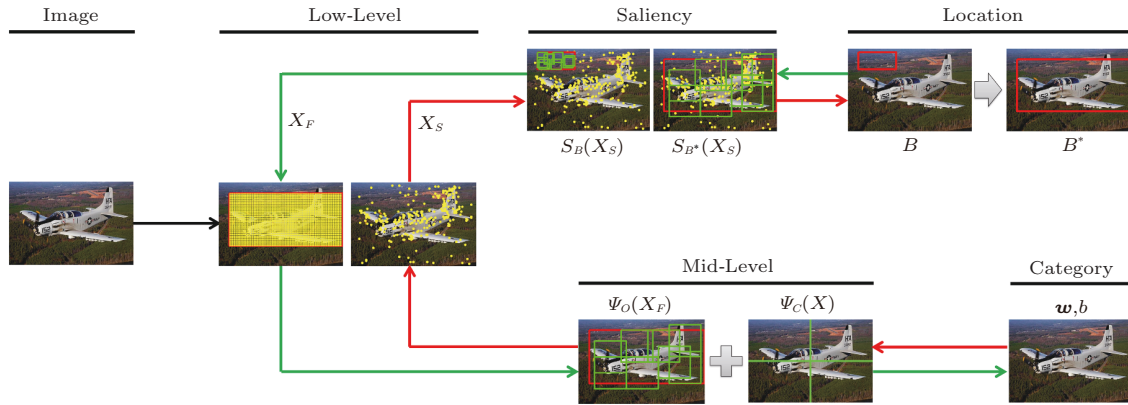 Image
Low-Level
Saliency
Location
X_F
X_S
S_B(X_S)
S_{B*}(X_S)
B
B*
Mid-Level
Category
Ψ_O(X_F)
Ψ_C(X)
w,b